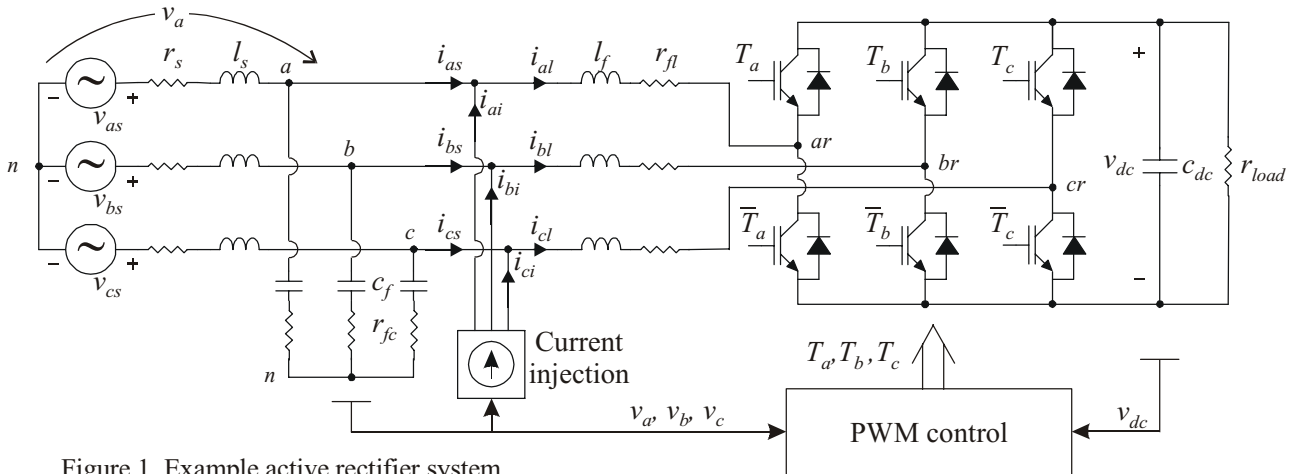 v_a
r_s l_s a i_as i_al l_f r_fl T_a T_b T_c +
− + i_ai
v_as
n b i_bs i_bl ar v_dc c_dc r_load
− + i_bi br
v_bs cr
c i_cs i_cl T̅_a T̅_b T̅_c
− + i_ci
v_cs c_f −
r_fc
n
Current
injection
T_a, T_b, T_c
v_a, v_b, v_c
PWM control
v_dc
Figure 1. Example active rectifier system